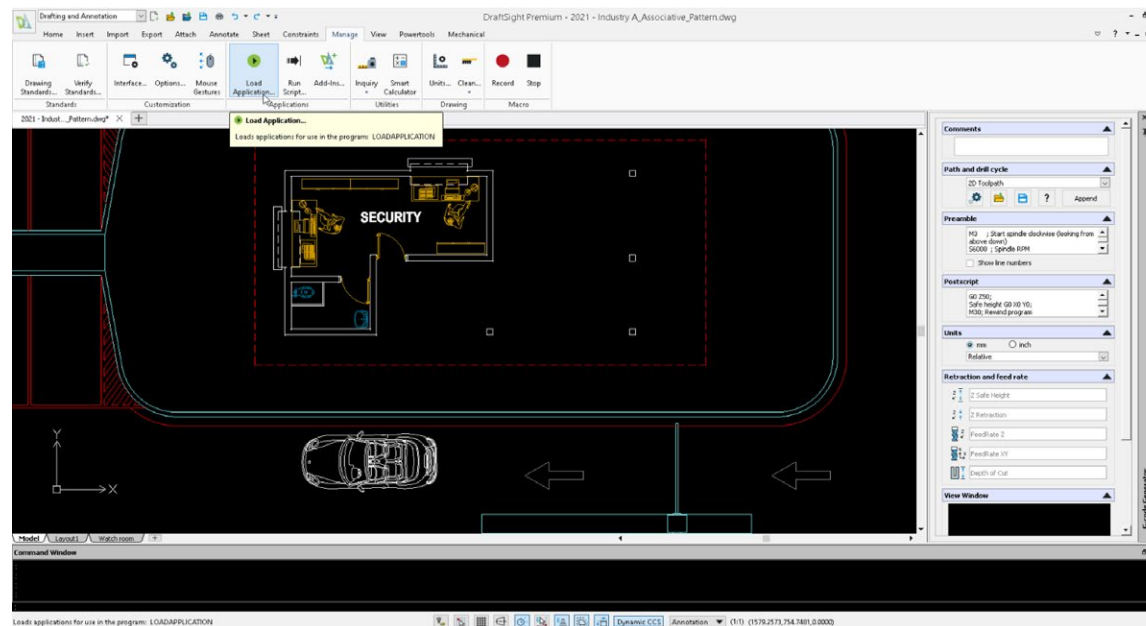 Drafting and Annotation
DraftSight Premium - 2021 - Industry A_Associative_Pattern.dwg
Home Insert Import Export Attach Annotate Sheet Constraints Manage View Powertools Mechanical
Drawing Standards...
Verify Standards...
Interface...
Options...
Mouse Gestures
Load Application...
Run Script...
Add-Ins...
Inquiry
Smart Calculator
Units...
Clean...
Record
Stop
Standards
Customization
Applications
Utilities
Drawing
Macro
2021 - Indust..._Pattern.dwg*
Load Application...
Loads applications for use in the program: LOADAPPLICATION
SECURITY
Y
X
Comments
Path and drill cycle
2D Toolpath
? Append
Preamble
M3 ; Start spindle clockwise (looking from
above down)
S6000 ; Spindle RPM
Show line numbers
Postscript
G0 Z50;
Safe height G0 X0 Y0;
M30; Rewind program
Units
mm inch
Relative
Retraction and feed rate
Z Safe Height
Z Retraction
FeedRate Z
FeedRate XY
Depth of Cut
View Window
Model Layout1 Watch room
Command Window
:
:
:
:
Loads applications for use in the program: LOADAPPLICATION
Dynamic CCS Annotation (1:1) (1579.2573,754.7481,0.0000)